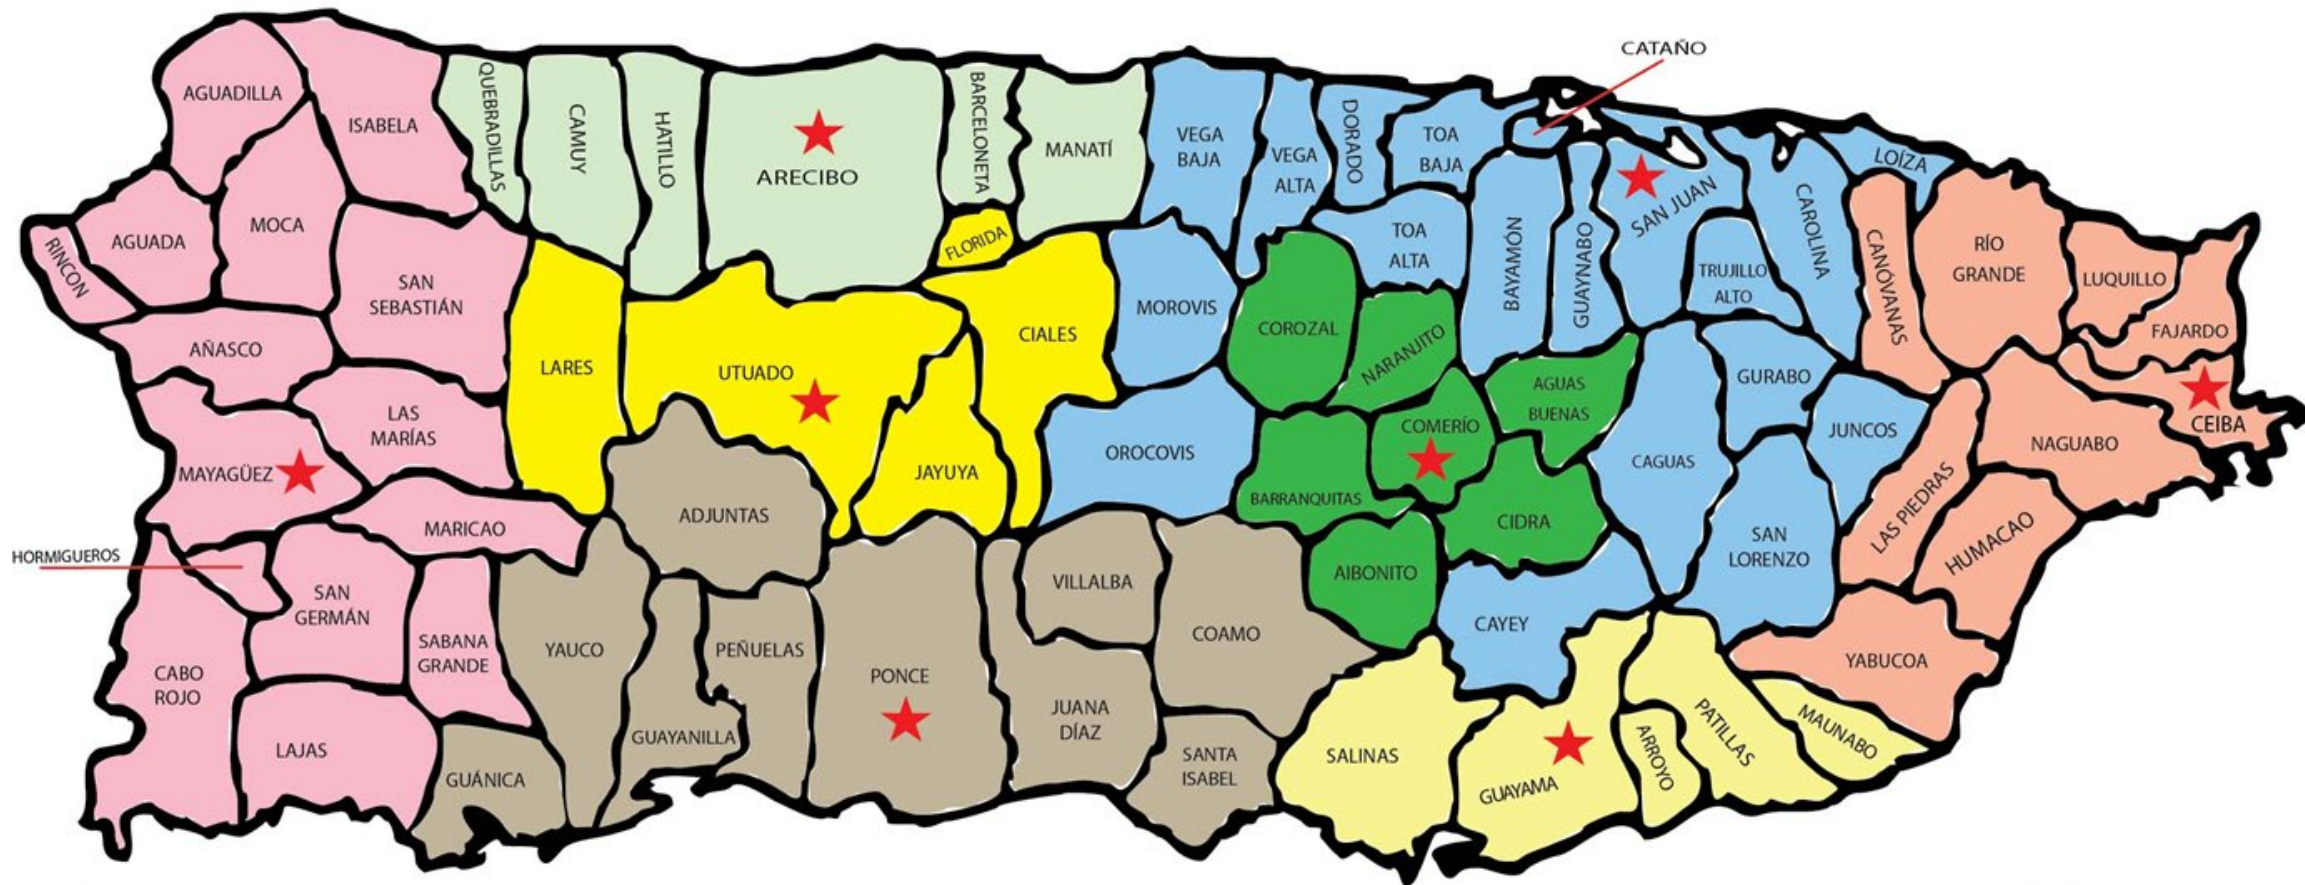 CATAÑO
AGUADILLA
ISABELA
QUEBRADILLAS
CAMUY
HATILLO
ARECIBO
BARCELONETA
MANATÍ
VEGA
BAJA
VEGA
ALTA
DORADO
TOA
BAJA
SAN JUAN
CAROLINA
LOÍZA
RINCON
AGUADA
MOCA
SAN
SEBASTIÁN
FLORIDA
TOA
ALTA
BAYAMÓN
GUAYNABO
TRUJILLO
ALTO
CANÓVANAS
RÍO
GRANDE
LUQUILLO
FAJARDO
AÑASCO
LARES
UTUADO
CIALES
MOROVIS
COROZAL
NARANJITO
AGUAS
BUENAS
GURABO
CEIBA
MAYAGÜEZ
LAS
MARÍAS
JAYUYA
OROCOVIS
BARRANQUITAS
COMERÍO
CAGUAS
JUNCOS
LAS PIEDRAS
NAGUABO
HORMIGUEROS
MARICAO
ADJUNTAS
CIDRA
SAN
LORENZO
HUMACAO
SAN
GERMÁN
VILLALBA
AIBONITO
CABO
ROJO
SABANA
GRANDE
YAUCO
PEÑUELAS
PONCE
COAMO
CAYEY
YABUCOA
LAJAS
GUÁNICA
GUAYANILLA
JUANA
DÍAZ
SANTA
ISABEL
SALINAS
GUAYAMA
ARROYO
PATILLAS
MAUNABO